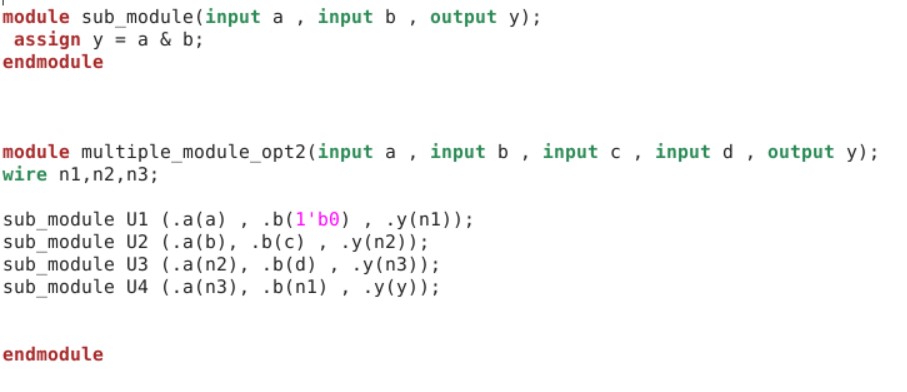 module sub_module(input a , input b , output y);
 assign y = a & b;
endmodule
module multiple_module_opt2(input a , input b , input c , input d , output y);
wire n1,n2,n3;
sub_module U1 (.a(a) , .b(1'b0) , .y(n1));
sub_module U2 (.a(b), .b(c) , .y(n2));
sub_module U3 (.a(n2), .b(d) , .y(n3));
sub_module U4 (.a(n3), .b(n1) , .y(y));
endmodule